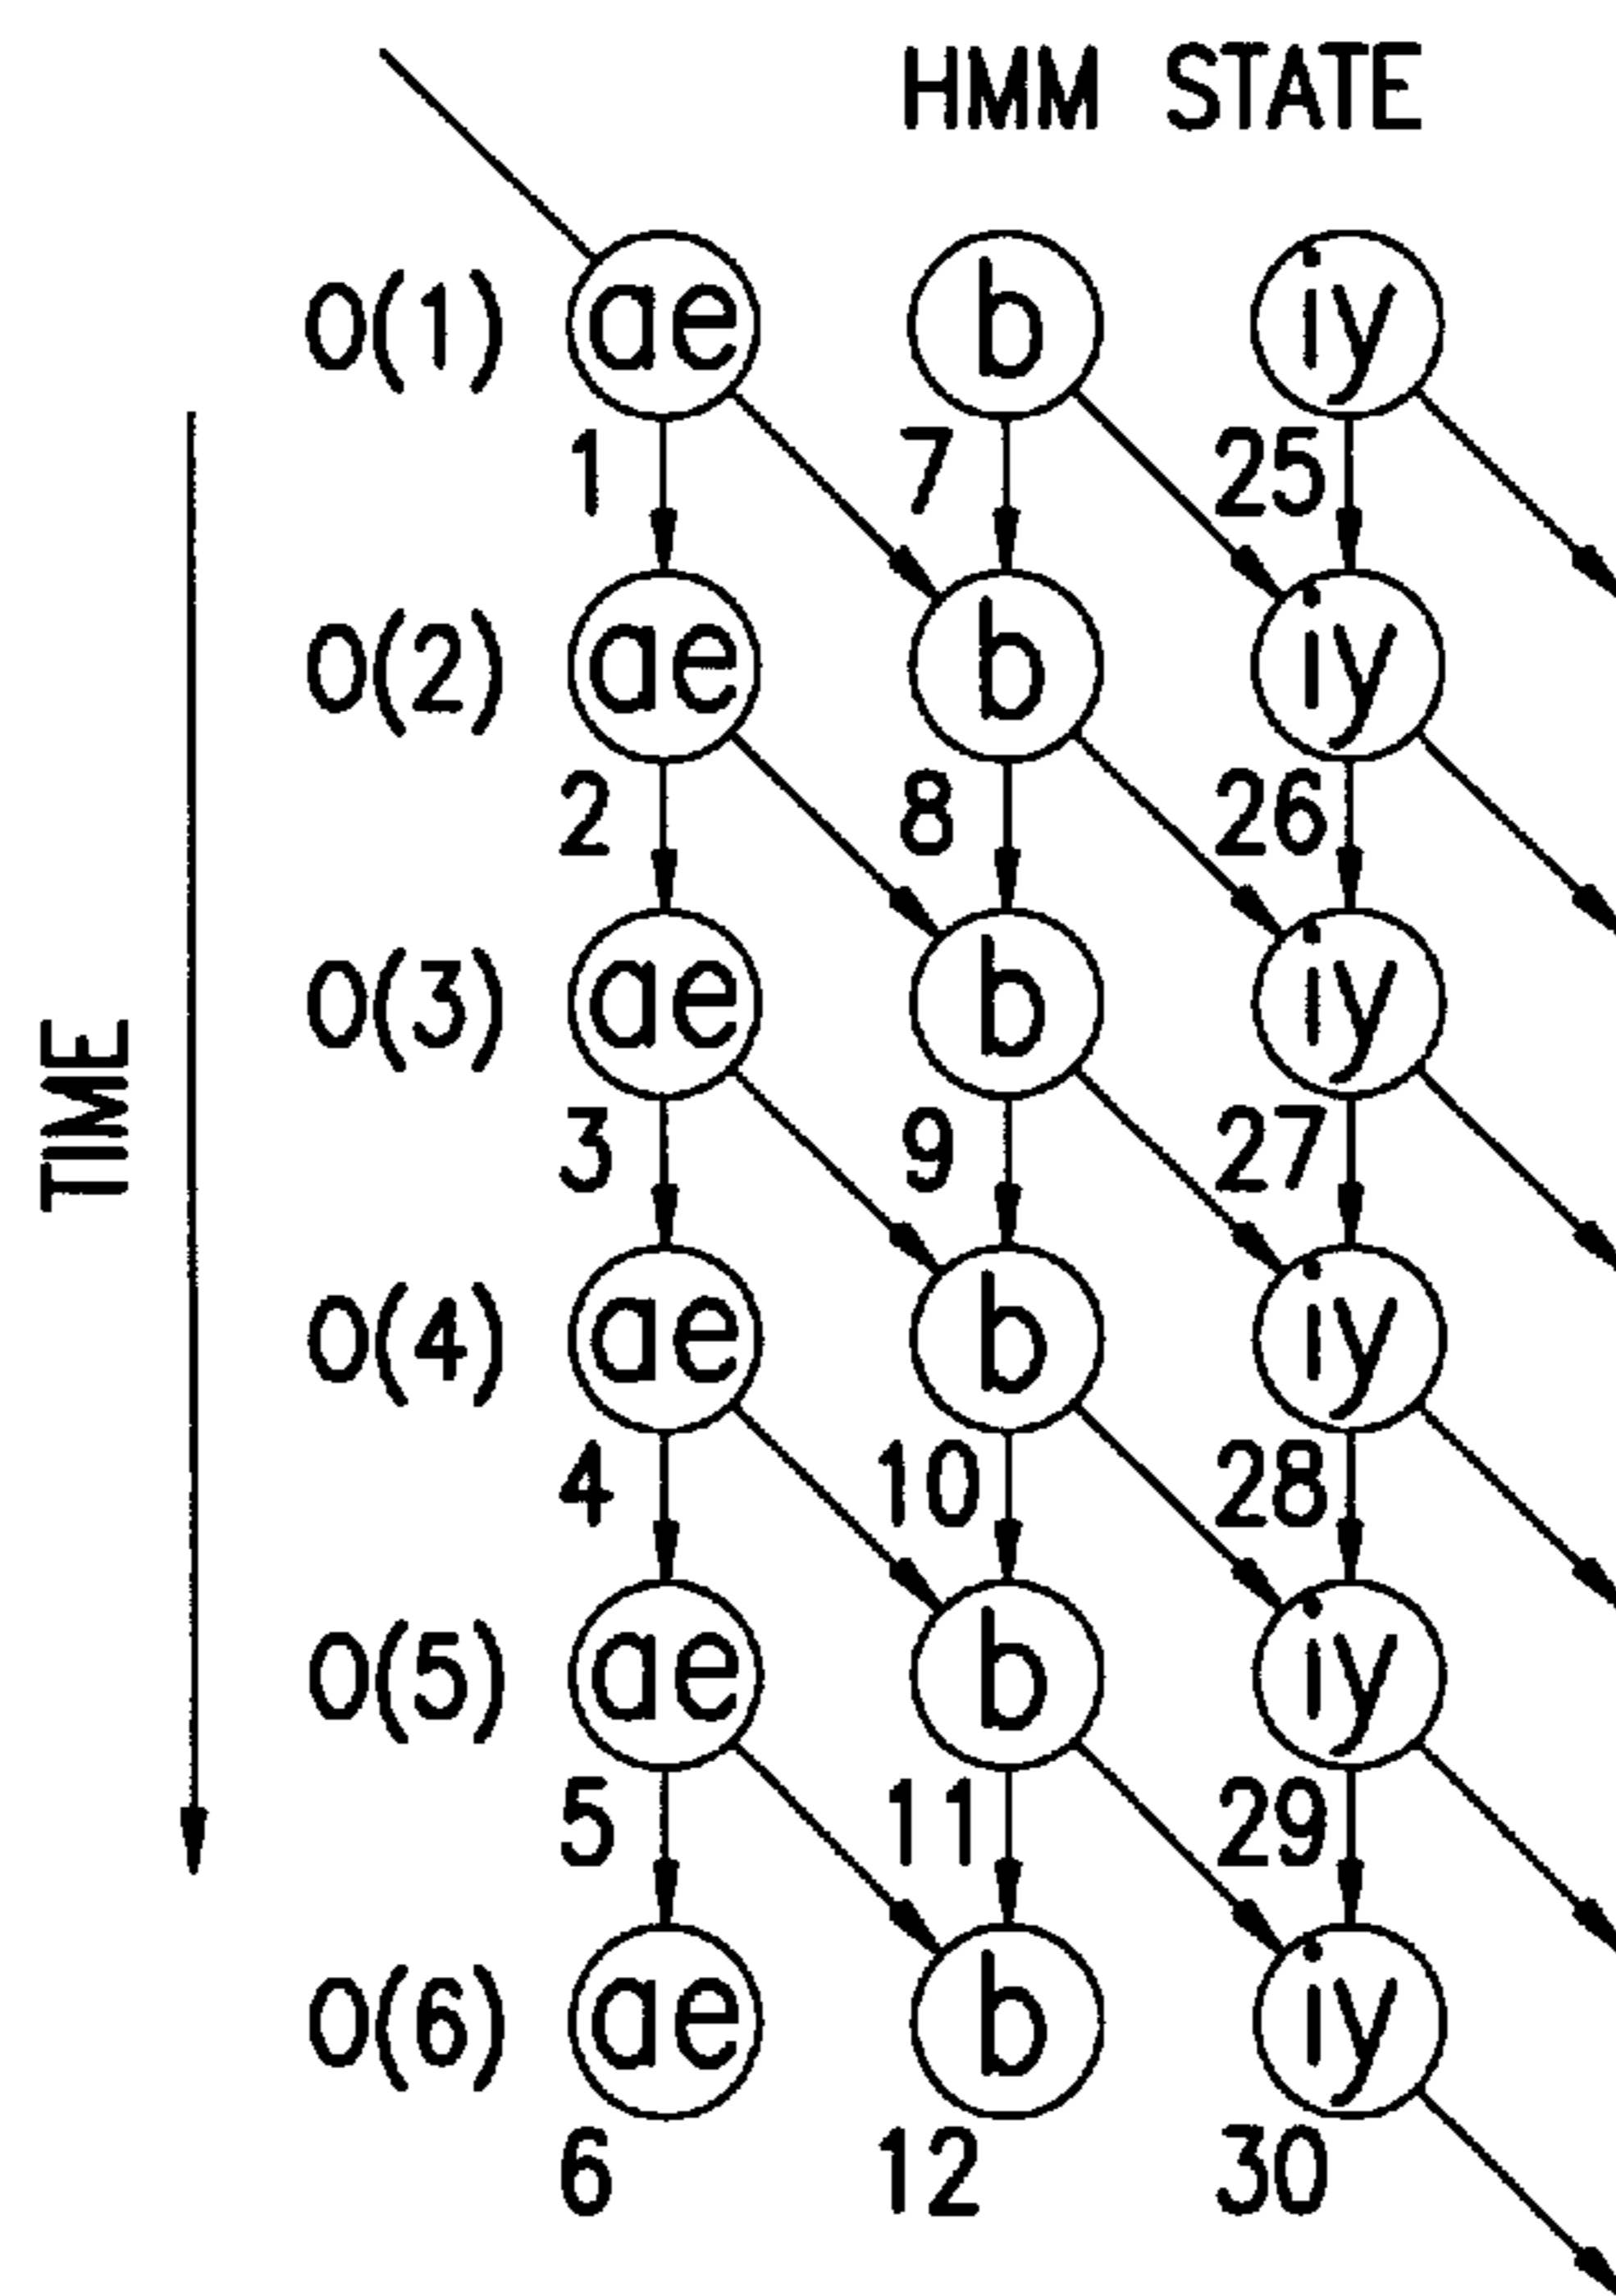 HMM STATE
O(1) ae b iy
1 7 25
O(2) ae b iy
2 8 26
O(3) ae b iy
TIME
3 9 27
O(4) ae b iy
4 10 28
O(5) ae b iy
5 11 29
O(6) ae b iy
6 12 30